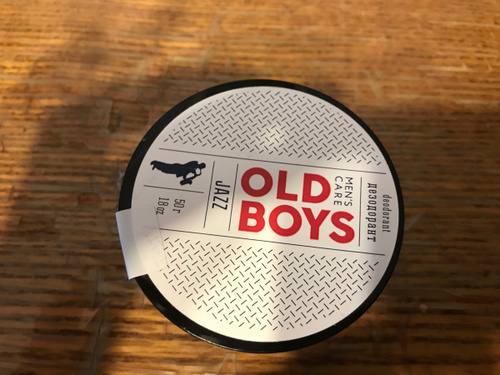 deodorant
дезодорант
OLD
BOYS
MEN'S
CARE
JAZZ
50 г
1.8 oz